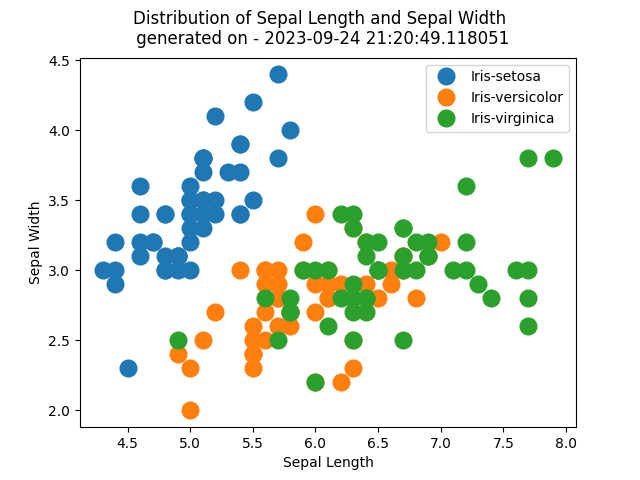 Distribution of Sepal Length and Sepal Width
generated on - 2023-09-24 21:20:49.118051
Iris-setosa
Iris-versicolor
Iris-virginica
4.5
4.0
3.5
3.0
2.5
2.0
Sepal Width
4.5 5.0 5.5 6.0 6.5 7.0 7.5 8.0
Sepal Length